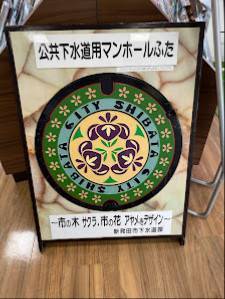 公共下水道用マンホールふた
CITY SHIBATA CITY SHIBATA
～市の木 サクラ、市の花 アヤメをデザイン～
新発田市下水道課